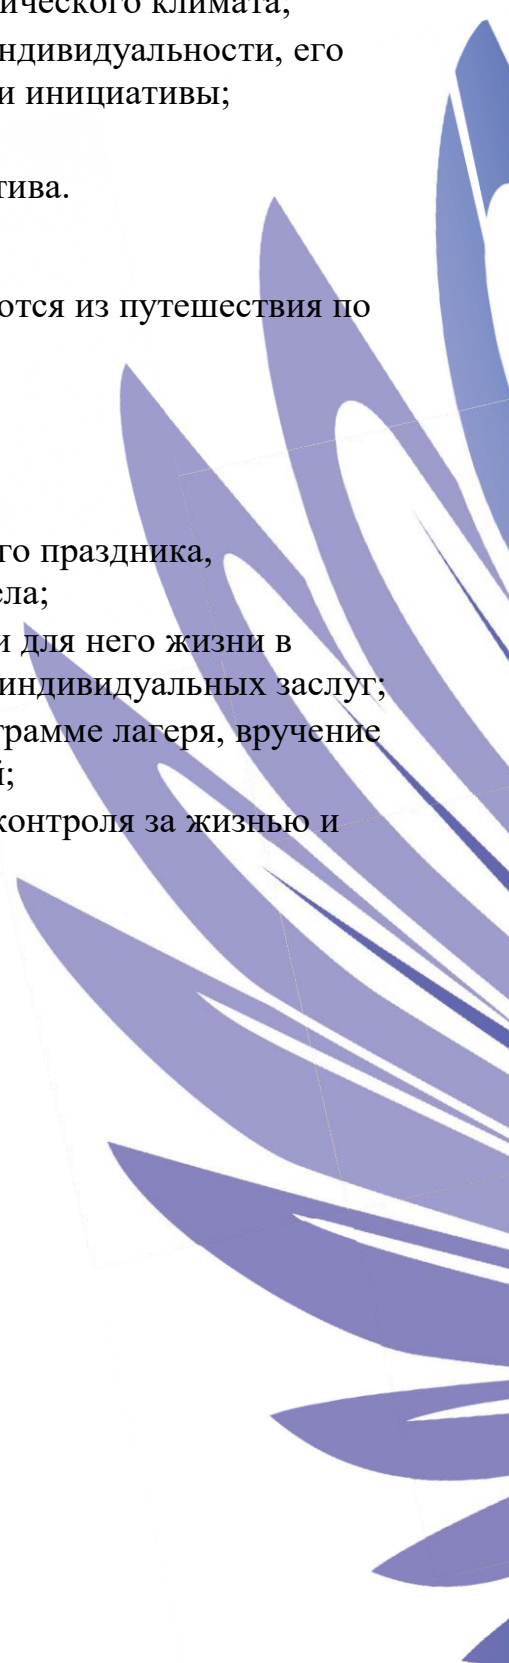 ического климата;
ндивидуальности, его
и инициативы;
тива.
ются из путешествия по
го праздника,
ела;
и для него жизни в
индивидуальных заслуг;
грамме лагеря, вручение
й;
контроля за жизнью и